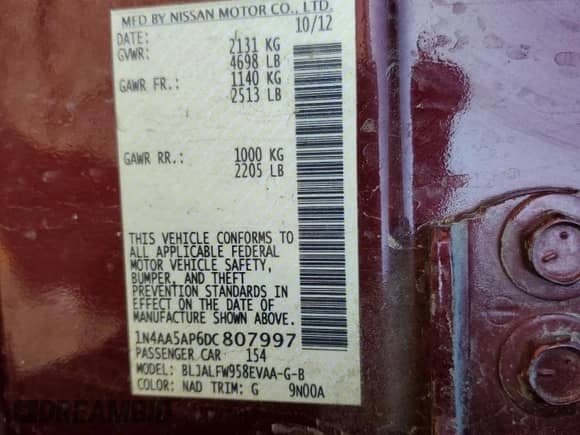 MFD BY NISSAN MOTOR CO., LTD.
DATE: 10/12
GVWR: 2131 KG
4698 LB
GAWR FR.: 1140 KG
2513 LB
GAWR RR.: 1000 KG
2205 LB
THIS VEHICLE CONFORMS TO
ALL APPLICABLE FEDERAL
MOTOR VEHICLE SAFETY,
BUMPER, AND THEFT
PREVENTION STANDARDS IN
EFFECT ON THE DATE OF
MANUFACTURE SHOWN ABOVE.
1N4AA5AP6DC807997
PASSENGER CAR 154
MODEL: BLJALFW958EVAA-G-B
COLOR: NAD TRIM: G 9N00A
DREAMBID